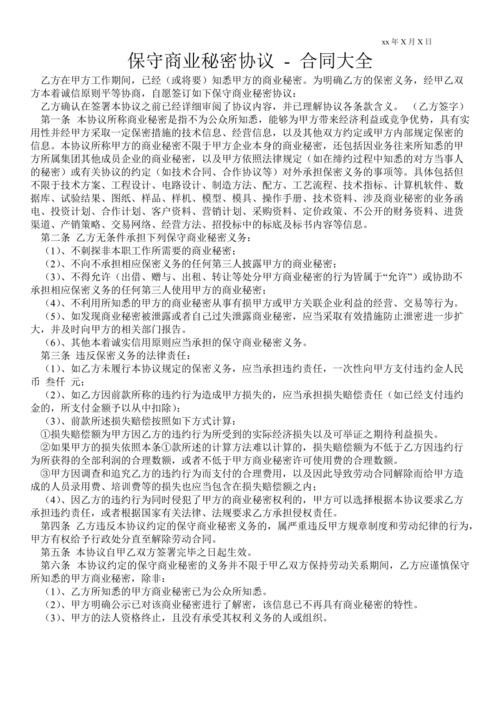 xx年X月X日
保守商业秘密协议 - 合同大全
乙方在甲方工作期间，已经（或将要）知悉甲方的商业秘密。为明确乙方的保密义务，经甲乙双
方本着诚信原则平等协商，自愿签订如下保守商业秘密协议：
乙方确认在签署本协议之前已经详细审阅了协议内容，并已理解协议各条款含义。（乙方签字）
第一条 本协议所称商业秘密是指不为公众所知悉，能够为甲方带来经济利益或竞争优势，具有实
用性并经甲方采取一定保密措施的技术信息、经营信息，以及其他双方约定或甲方内部规定保密的
信息。本协议所称甲方的商业秘密不限于甲方企业本身的商业秘密，还包括因业务往来所知悉的甲
方所属集团其他成员企业的商业秘密，以及甲方依照法律规定（如在缔约过程中知悉的对方当事人
的秘密）或有关协议的约定（如技术合同、合作协议等）对外承担保密义务的事项等。具体包括但
不限于技术方案、工程设计、电路设计、制造方法、配方、工艺流程、技术指标、计算机软件、数
据库、试验结果、图纸、样品、样机、模型、模具、操作手册、技术资料、涉及商业秘密的业务函
电、投资计划、合作计划、客户资料、营销计划、采购资料、定价政策、不公开的财务资料、进货
渠道、产销策略、交易网络、经营方法、招投标中的标底及标书内容等信息。
第二条 乙方无条件承担下列保守商业秘密义务：
（1）、不刺探非本职工作所需要的商业秘密；
（2）、不向不承担相应保密义务的任何第三人披露甲方的商业秘密；
（3）、不得允许（出借、赠与、出租、转让等处分甲方商业秘密的行为皆属于“允许”）或协助不
承担相应保密义务的任何第三人使用甲方的商业秘密；
（4）、不利用所知悉的甲方的商业秘密从事有损甲方或甲方关联企业利益的经营、交易等行为。
（5）、如发现商业秘密被泄露或者自己过失泄露商业秘密，应当采取有效措施防止泄密进一步扩
大，并及时向甲方的相关部门报告。
（6）、其他本着诚实信用原则应当承担的保守商业秘密义务。
第三条 违反保密义务的法律责任：
（1）、如乙方未履行本协议规定的保密义务，应当承担违约责任，一次性向甲方支付违约金人民
币 叁仟 元；
（2）、如乙方因前款所称的违约行为造成甲方损失的，应当承担损失赔偿责任（如已经支付违约
金的，所支付金额予以从中扣除）；
（3）、前款所述损失赔偿按照如下方式计算：
①损失赔偿额为甲方因乙方的违约行为所受到的实际经济损失以及可举证之期待利益损失。
②如果甲方的损失依照本条①款所述的计算方法难以计算的，损失赔偿额为不低于乙方因违约行
为所获得的全部利润的合理数额，或者不低于甲方商业秘密许可使用费的合理数额。
③甲方因调查和追究乙方的违约行为而支付的合理费用，以及因此导致劳动合同解除而给甲方造
成的人员录用费、培训费等的损失也应当包含在损失赔偿额之内；
（4）、因乙方的违约行为同时侵犯了甲方的商业秘密权利的，甲方可以选择根据本协议要求乙方
承担违约责任，或者根据国家有关法律、法规要求乙方承担侵权责任。
第四条 乙方违反本协议约定的保守商业秘密义务的，属严重违反甲方规章制度和劳动纪律的行为，
甲方有权给予行政处分直至解除劳动合同。
第五条 本协议自甲乙双方签署完毕之日起生效。
第六条 本协议约定的保守商业秘密的义务并不限于甲乙双方保持劳动关系期间，乙方应谨慎保守
所知悉的甲方商业秘密，除非：
（1）、乙方所知悉的甲方商业秘密已为公众所知悉。
（2）、甲方明确公示已对该商业秘密进行了解密，该信息已不再具有商业秘密的特性。
（3）、甲方的法人资格终止，且没有承受其权利义务的人或组织。